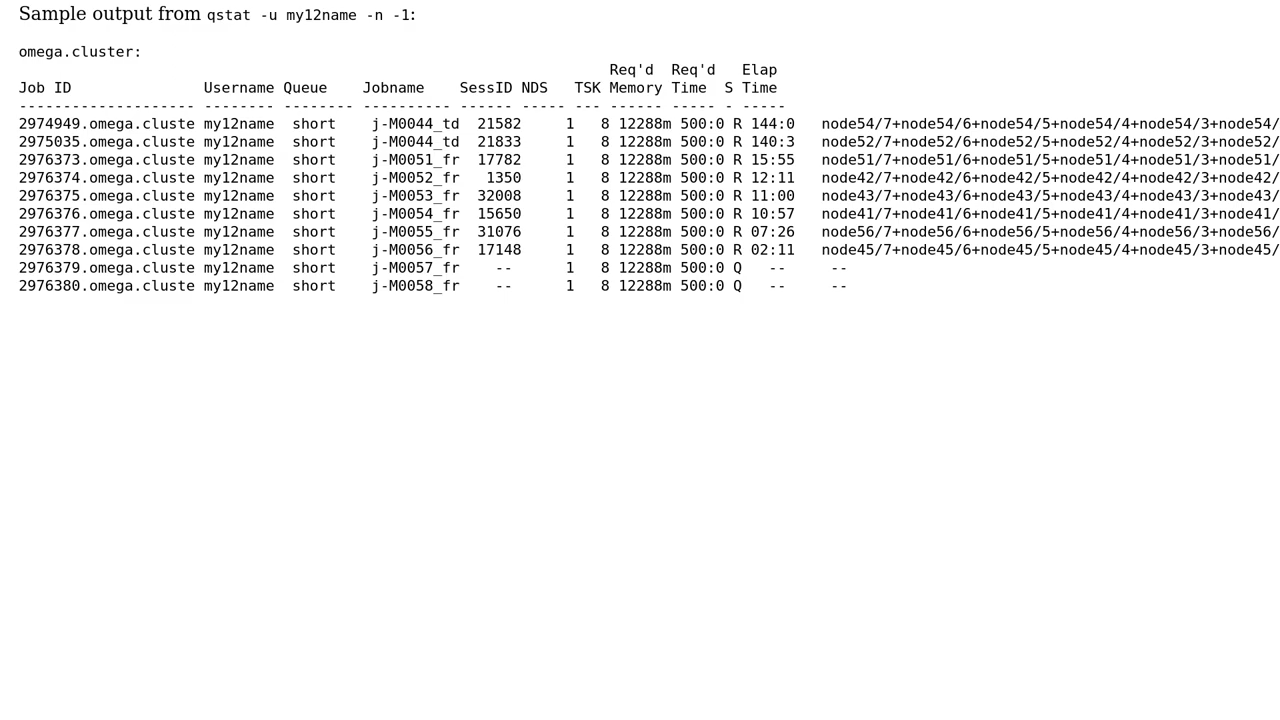 Sample output from qstat -u my12name -n -1:
omega.cluster:
                                                                   Req'd  Req'd   Elap
Job ID               Username Queue    Jobname    SessID NDS   TSK Memory Time  S Time
-------------------- -------- -------- ---------- ------ ----- --- ------ ----- - -----
2974949.omega.cluste my12name  short    j-M0044_td  21582     1   8 12288m 500:0 R 144:0   node54/7+node54/6+node54/5+node54/4+node54/3+node54/
2975035.omega.cluste my12name  short    j-M0044_td  21833     1   8 12288m 500:0 R 140:3   node52/7+node52/6+node52/5+node52/4+node52/3+node52/
2976373.omega.cluste my12name  short    j-M0051_fr  17782     1   8 12288m 500:0 R 15:55   node51/7+node51/6+node51/5+node51/4+node51/3+node51/
2976374.omega.cluste my12name  short    j-M0052_fr   1350     1   8 12288m 500:0 R 12:11   node42/7+node42/6+node42/5+node42/4+node42/3+node42/
2976375.omega.cluste my12name  short    j-M0053_fr  32008     1   8 12288m 500:0 R 11:00   node43/7+node43/6+node43/5+node43/4+node43/3+node43/
2976376.omega.cluste my12name  short    j-M0054_fr  15650     1   8 12288m 500:0 R 10:57   node41/7+node41/6+node41/5+node41/4+node41/3+node41/
2976377.omega.cluste my12name  short    j-M0055_fr  31076     1   8 12288m 500:0 R 07:26   node56/7+node56/6+node56/5+node56/4+node56/3+node56/
2976378.omega.cluste my12name  short    j-M0056_fr  17148     1   8 12288m 500:0 R 02:11   node45/7+node45/6+node45/5+node45/4+node45/3+node45/
2976379.omega.cluste my12name  short    j-M0057_fr    --      1   8 12288m 500:0 Q   --     --
2976380.omega.cluste my12name  short    j-M0058_fr    --      1   8 12288m 500:0 Q   --     --